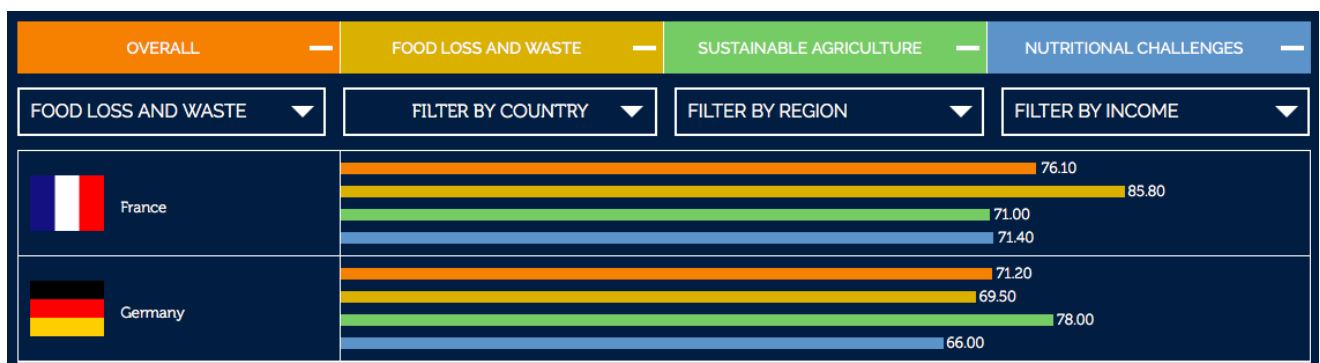 OVERALL FOOD LOSS AND WASTE SUSTAINABLE AGRICULTURE NUTRITIONAL CHALLENGES
FOOD LOSS AND WASTE FILTER BY COUNTRY FILTER BY REGION FILTER BY INCOME
France
76.10
85.80
71.00
71.40
Germany
71.20
69.50
78.00
66.00